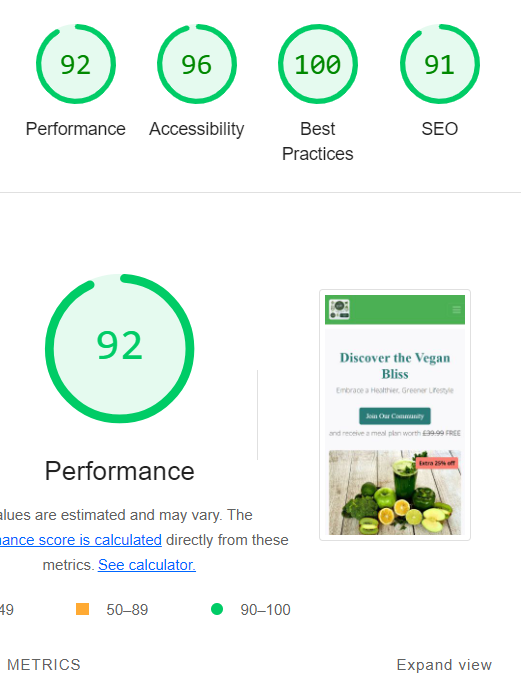 92
96
100
91
Performance
Accessibility
Best
Practices
SEO
92
Performance
alues are estimated and may vary. The
ance score is calculated directly from these
metrics. See calculator.
49
50–89
90–100
METRICS
Expand view
Discover the Vegan
Bliss
Embrace a Healthier, Greener Lifestyle
Join Our Community
and receive a meal plan worth £39.99 FREE
Extra 25% off